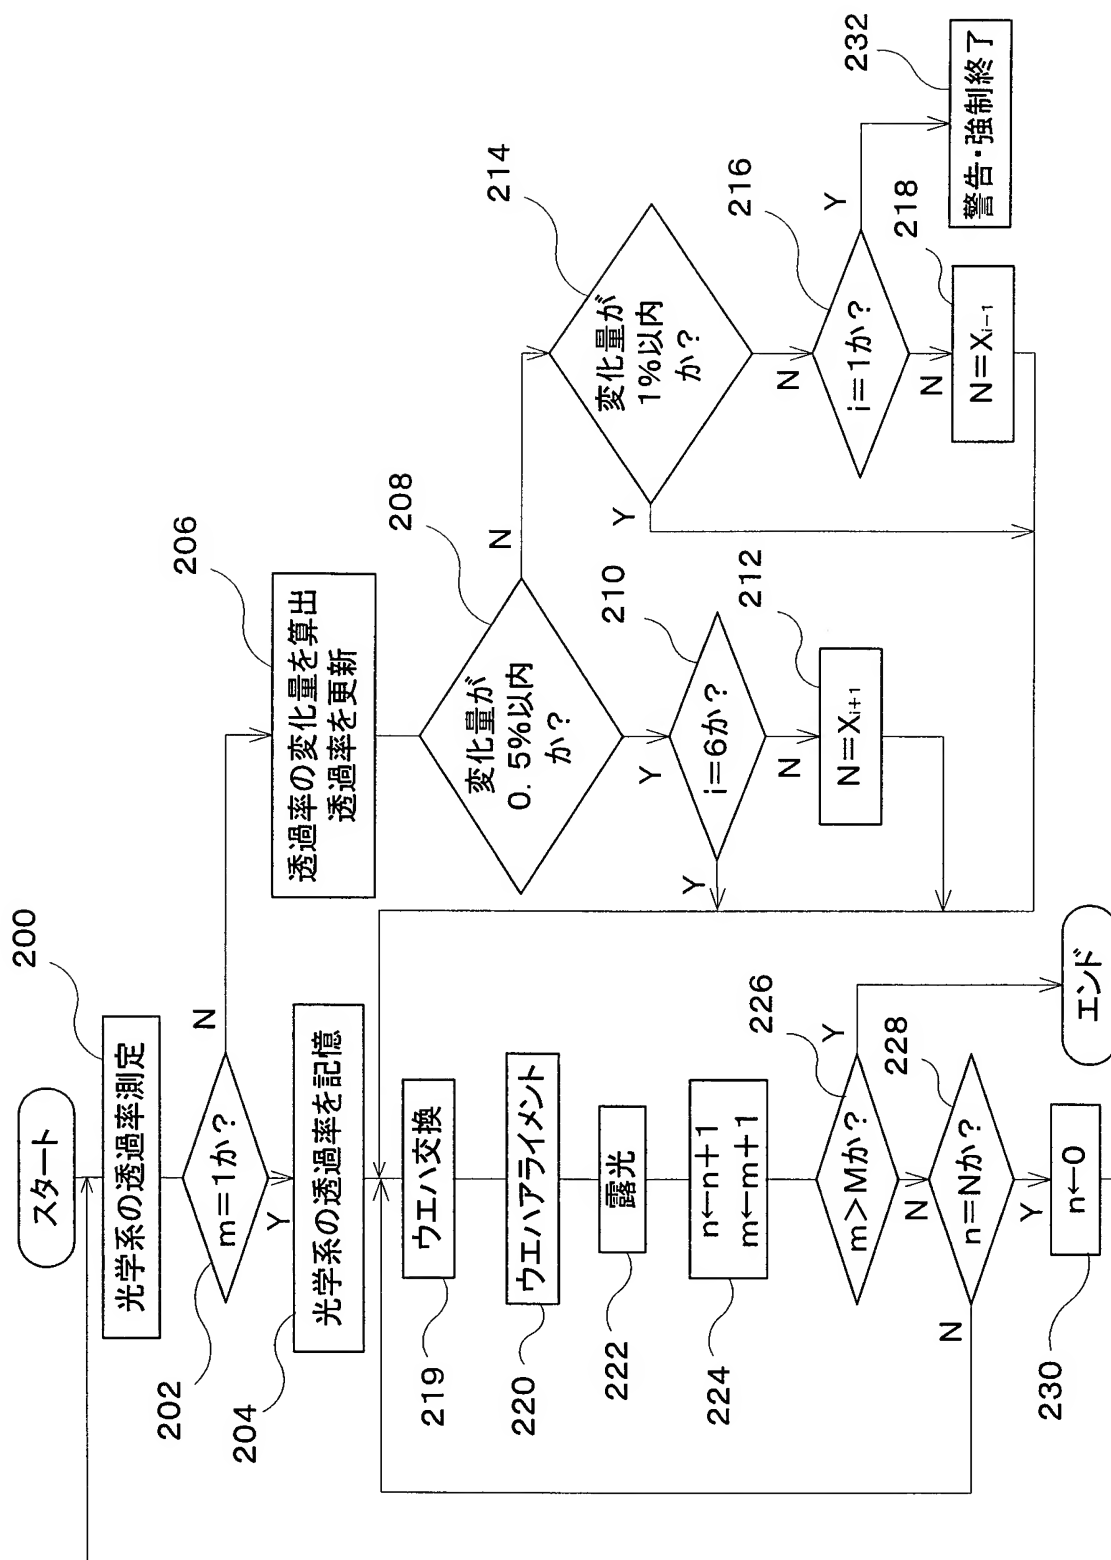 スタート
200
光学系の透過率測定
202
m=1か?
N
Y
204
光学系の透過率を記憶
206
透過率の変化量を算出
透過率を更新
208
変化量が
0. 5%以内
か?
N
Y
210
i=6か?
Y
N
212
N=Xi+1
214
変化量が
1%以内
か?
Y
N
216
i=1か?
Y
N
218
N=Xi−1
232
警告・強制終了
219
ウエハ交換
220
ウエハアライメント
222
露光
224
n←n+1
m←m+1
226
m>Mか?
Y
N
エンド
228
n=Nか?
N
Y
230
n←0